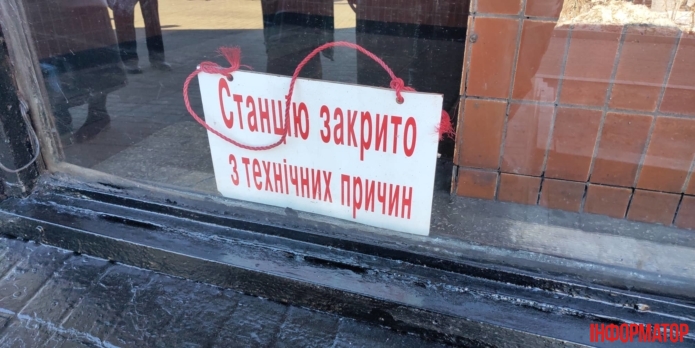 Станцію закрито
з технічних причин
ІНФОРМАТОР